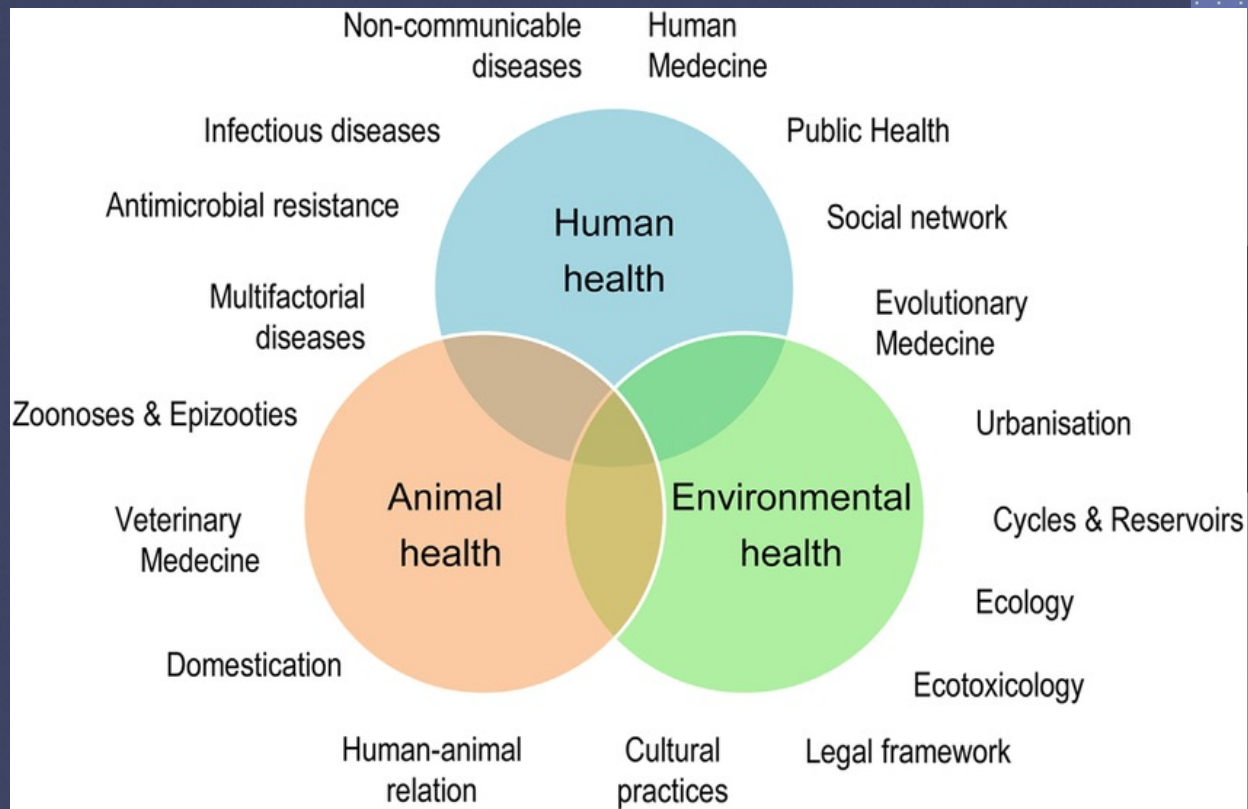 Non-communicable
diseases
Human
Medecine
Infectious diseases
Public Health
Antimicrobial resistance
Social network
Human
health
Multifactorial
diseases
Evolutionary
Medecine
Zoonoses & Epizooties
Urbanisation
Animal
health
Environmental
health
Veterinary
Medecine
Cycles & Reservoirs
Ecology
Domestication
Ecotoxicology
Human-animal
relation
Cultural
practices
Legal framework